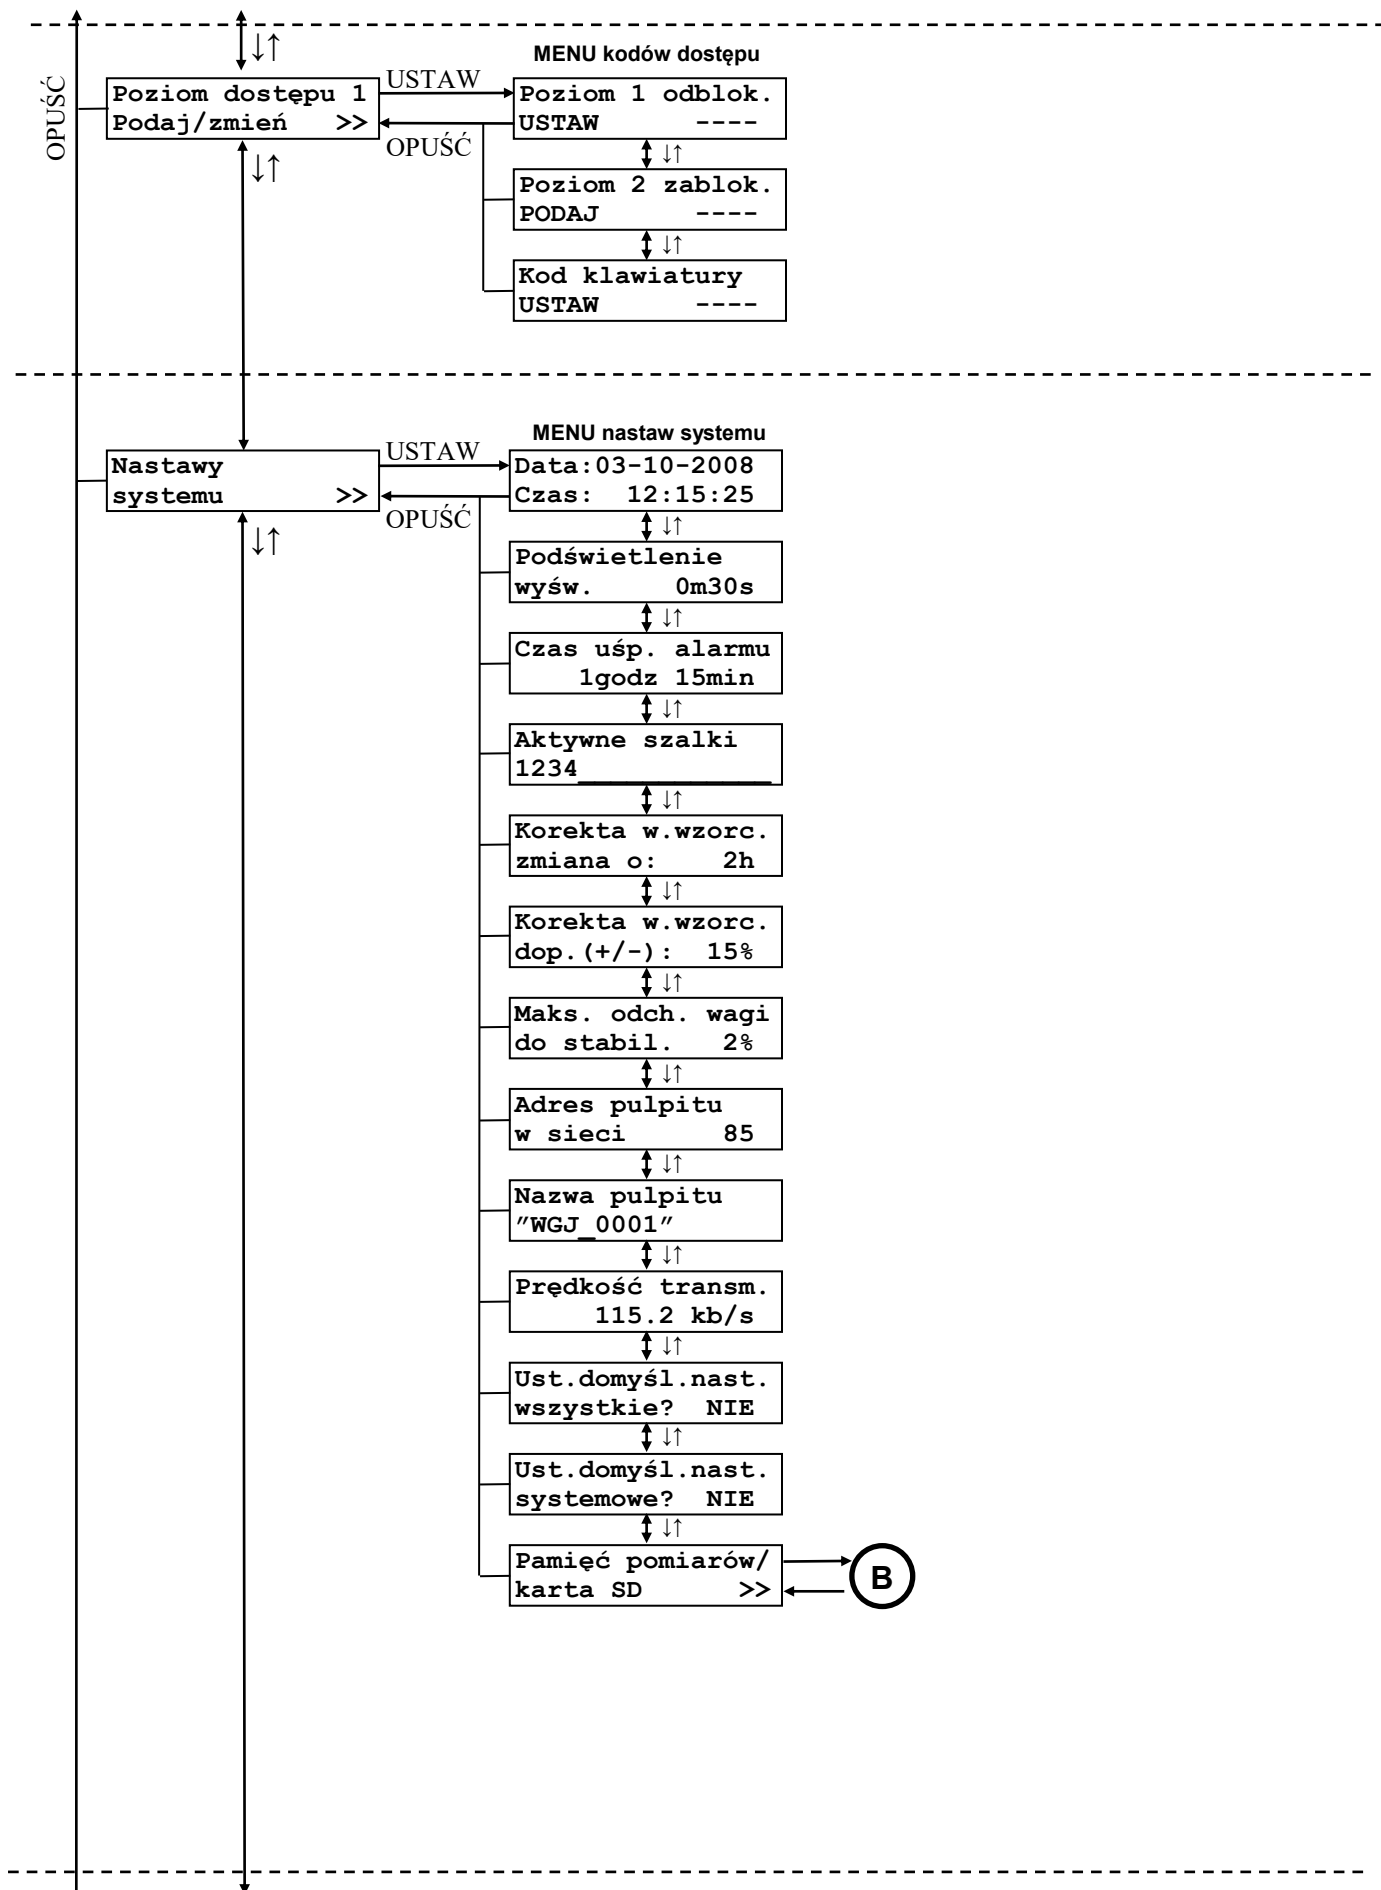 ↓↑
OPUŚĆ
MENU kodów dostępu
Poziom dostępu 1
Podaj/zmień >>
USTAW
OPUŚĆ
Poziom 1 odblok.
USTAW ----
↓↑
↓↑
Poziom 2 zablok.
PODAJ ----
↓↑
Kod klawiatury
USTAW ----
MENU nastaw systemu
Nastawy
systemu >>
USTAW
OPUŚĆ
Data:03-10-2008
Czas: 12:15:25
↓↑
↓↑
Podświetlenie
wyśw. 0m30s
↓↑
Czas uśp. alarmu
1godz 15min
↓↑
Aktywne szalki
1234____________
↓↑
Korekta w.wzorc.
zmiana o: 2h
↓↑
Korekta w.wzorc.
dop.(+/-): 15%
↓↑
Maks. odch. wagi
do stabil. 2%
↓↑
Adres pulpitu
w sieci 85
↓↑
Nazwa pulpitu
″WGJ_0001″
↓↑
Prędkość transm.
115.2 kb/s
↓↑
Ust.domyśl.nast.
wszystkie? NIE
↓↑
Ust.domyśl.nast.
systemowe? NIE
↓↑
Pamięć pomiarów/
karta SD >>
B